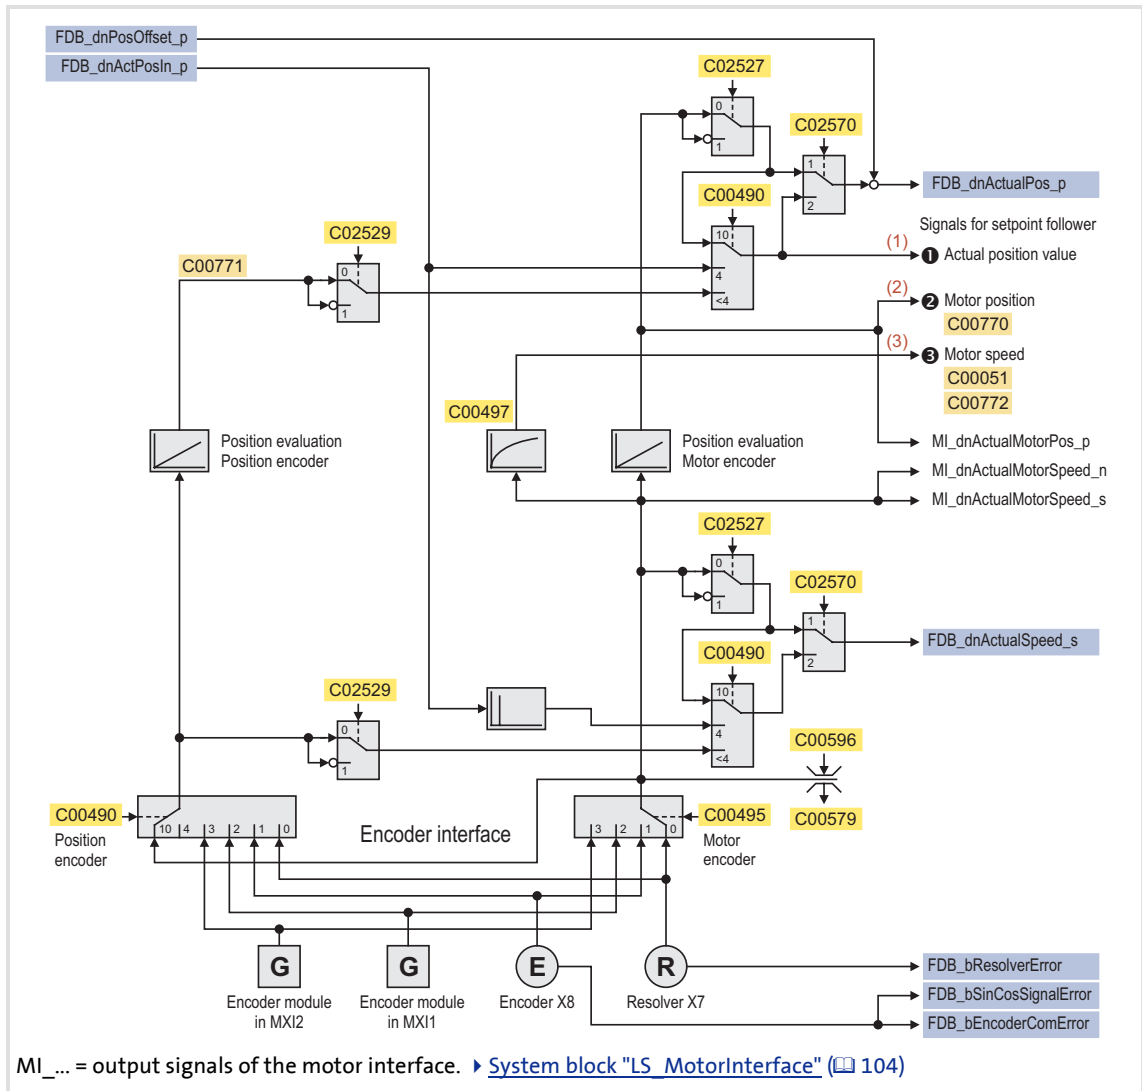 FDB_dnPosOffset_p
FDB_dnActPosIn_p
C02527
0
1
C02570
1
2
FDB_dnActualPos_p
C00490
10
4
<4
Signals for setpoint follower
(1)
❶ Actual position value
C02529
0
1
C00771
(2)
❷ Motor position
C00770
(3)
❸ Motor speed
C00051
C00772
C00497
Position evaluation
Position encoder
Position evaluation
Motor encoder
MI_dnActualMotorPos_p
MI_dnActualMotorSpeed_n
MI_dnActualMotorSpeed_s
C02527
0
1
C02570
1
2
FDB_dnActualSpeed_s
C00490
10
4
<4
C02529
0
1
C00596
C00579
C00490
Position
encoder
10 4 3 2 1 0
Encoder interface
3 2 1 0
C00495
Motor
encoder
G
Encoder module
in MXI2
G
Encoder module
in MXI1
E
Encoder X8
R
Resolver X7
FDB_bResolverError
FDB_bSinCosSignalError
FDB_bEncoderComError
MI_... = output signals of the motor interface. ▶ System block "LS_MotorInterface" (🕮 104)